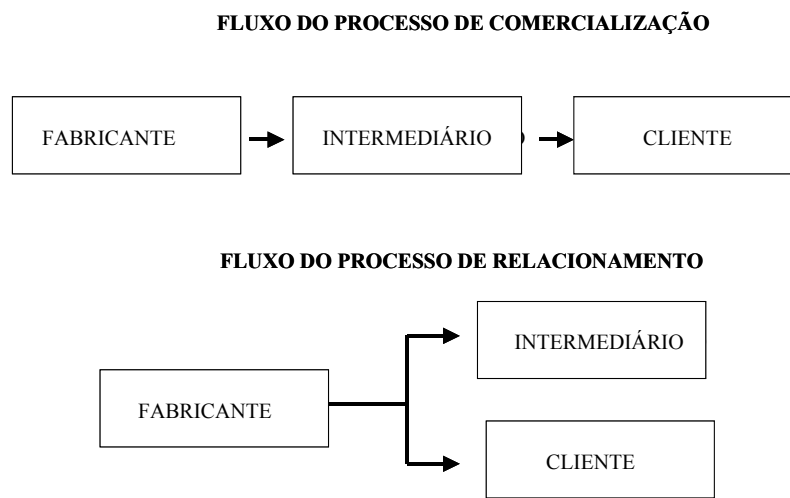 FLUXO DO PROCESSO DE COMERCIALIZAÇÃO
FABRICANTE
INTERMEDIÁRIO
CLIENTE
FLUXO DO PROCESSO DE RELACIONAMENTO
INTERMEDIÁRIO
FABRICANTE
CLIENTE